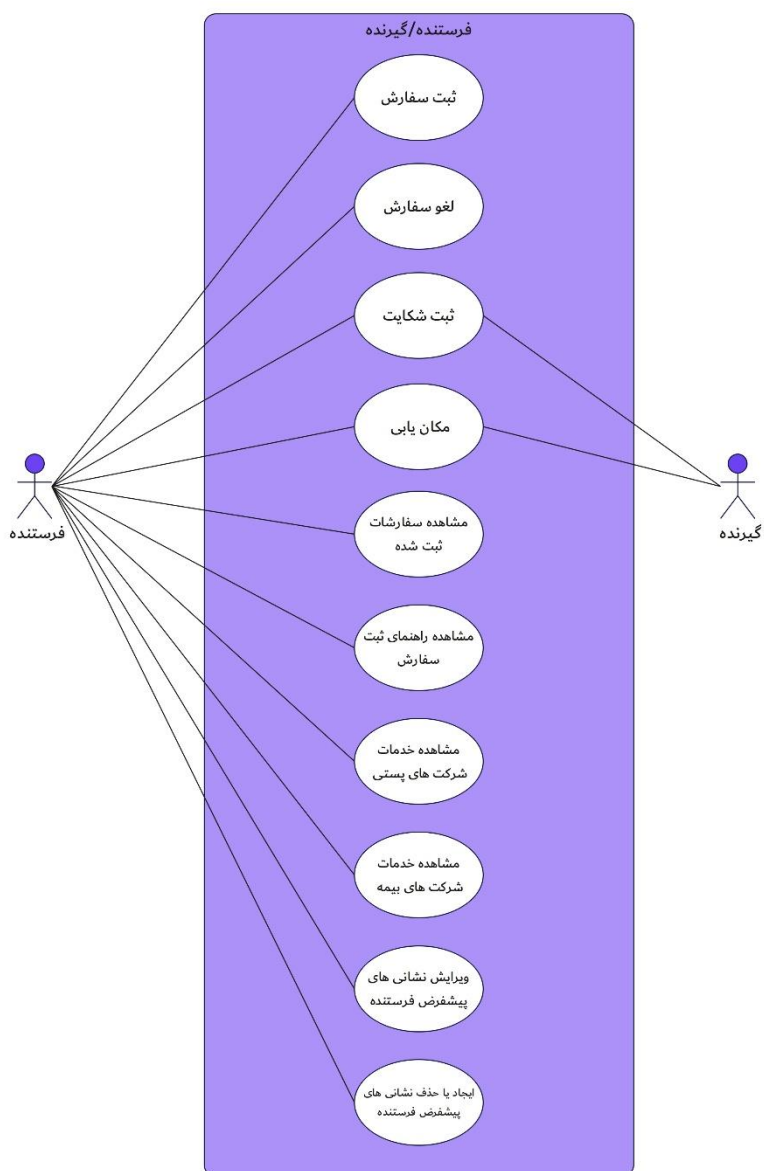 فرستنده/گیرنده
ثبت سفارش
لغو سفارش
ثبت شکایت
مکان یابی
فرستنده
گیرنده
مشاهده سفارشات
ثبت شده
مشاهده راهنمای ثبت
سفارش
مشاهده خدمات
شرکت های پستی
مشاهده خدمات
شرکت های بیمه
ویرایش نشانی های
پیشفرض فرستنده
ایجاد یا حذف نشانی های
پیشفرض فرستنده